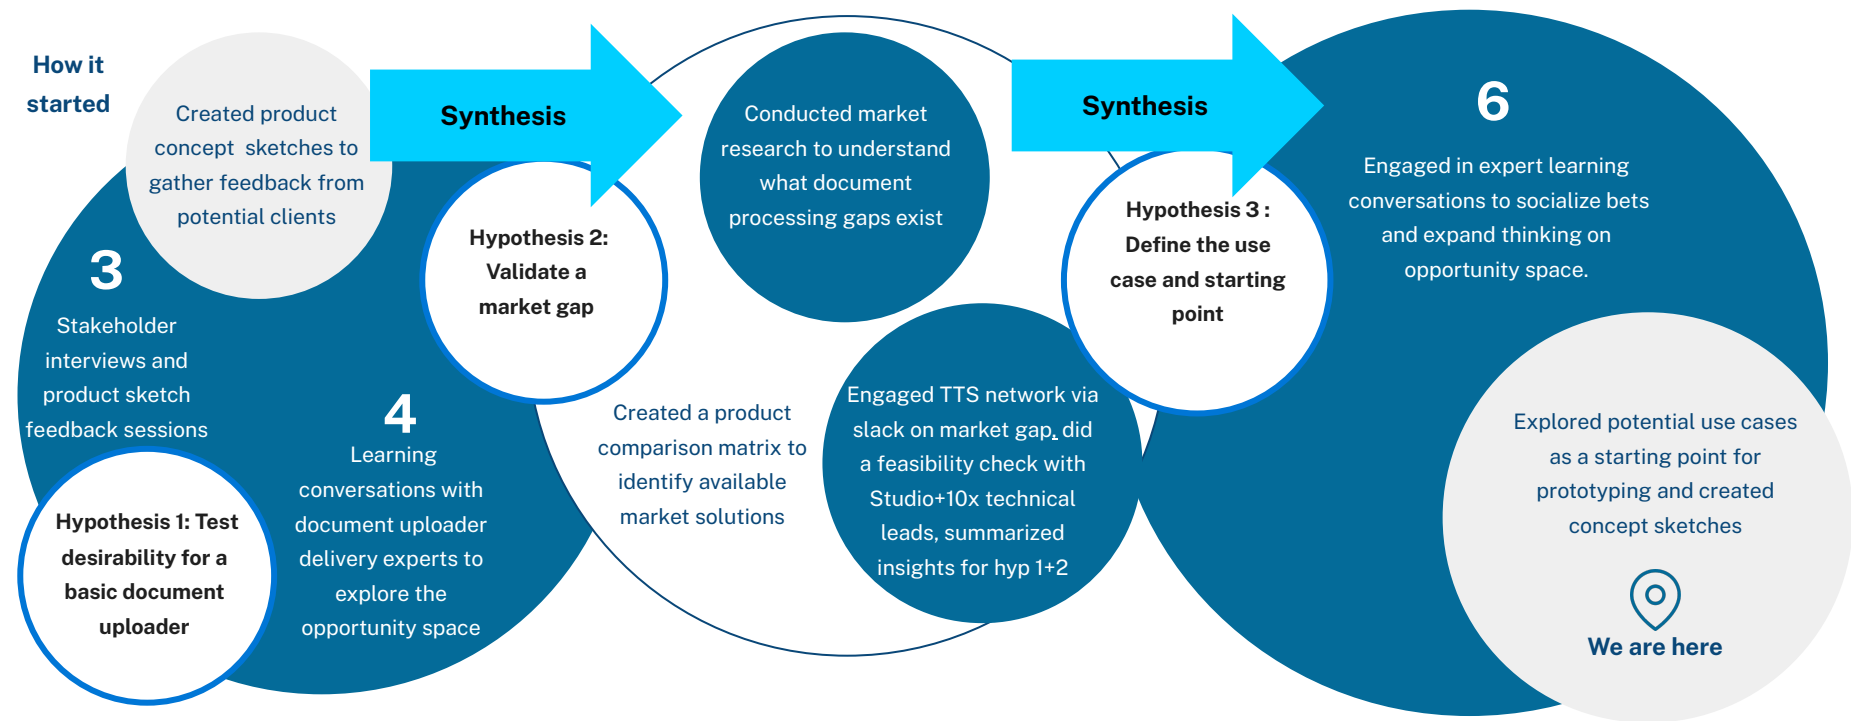 How it
started
Created product
concept sketches to
gather feedback from
potential clients
3
Stakeholder
interviews and
product sketch
feedback sessions
Hypothesis 1: Test
desirability for a
basic document
uploader
4
Learning
conversations with
document uploader
delivery experts to
explore the
opportunity space
Synthesis
Hypothesis 2:
Validate a
market gap
Conducted market
research to understand
what document
processing gaps exist
Created a product
comparison matrix to
identify available
market solutions
Engaged TTS network via
slack on market gap, did
a feasibility check with
Studio+10x technical
leads, summarized
insights for hyp 1+2
Synthesis
Hypothesis 3 :
Define the use
case and starting
point
6
Engaged in expert learning
conversations to socialize bets
and expand thinking on
opportunity space.
Explored potential use cases
as a starting point for
prototyping and created
concept sketches
We are here